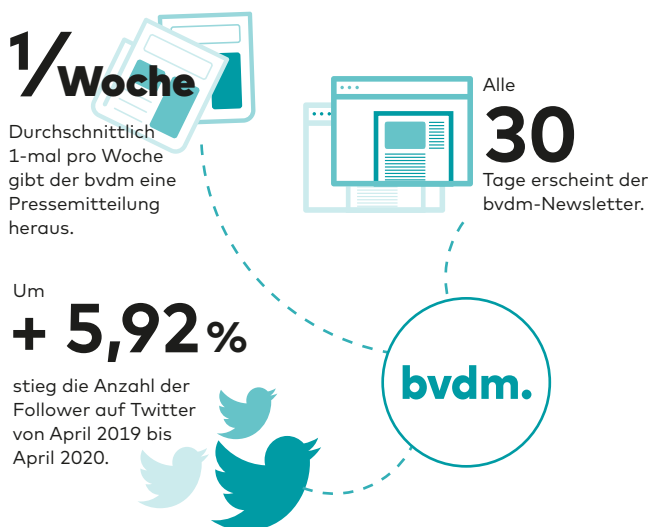 1/Woche
Durchschnittlich
1-mal pro Woche
gibt der bvdm eine
Pressemitteilung
heraus.
Alle
30
Tage erscheint der
bvdm-Newsletter.
Um
+ 5,92 %
stieg die Anzahl der
Follower auf Twitter
von April 2019 bis
April 2020.
bvdm.